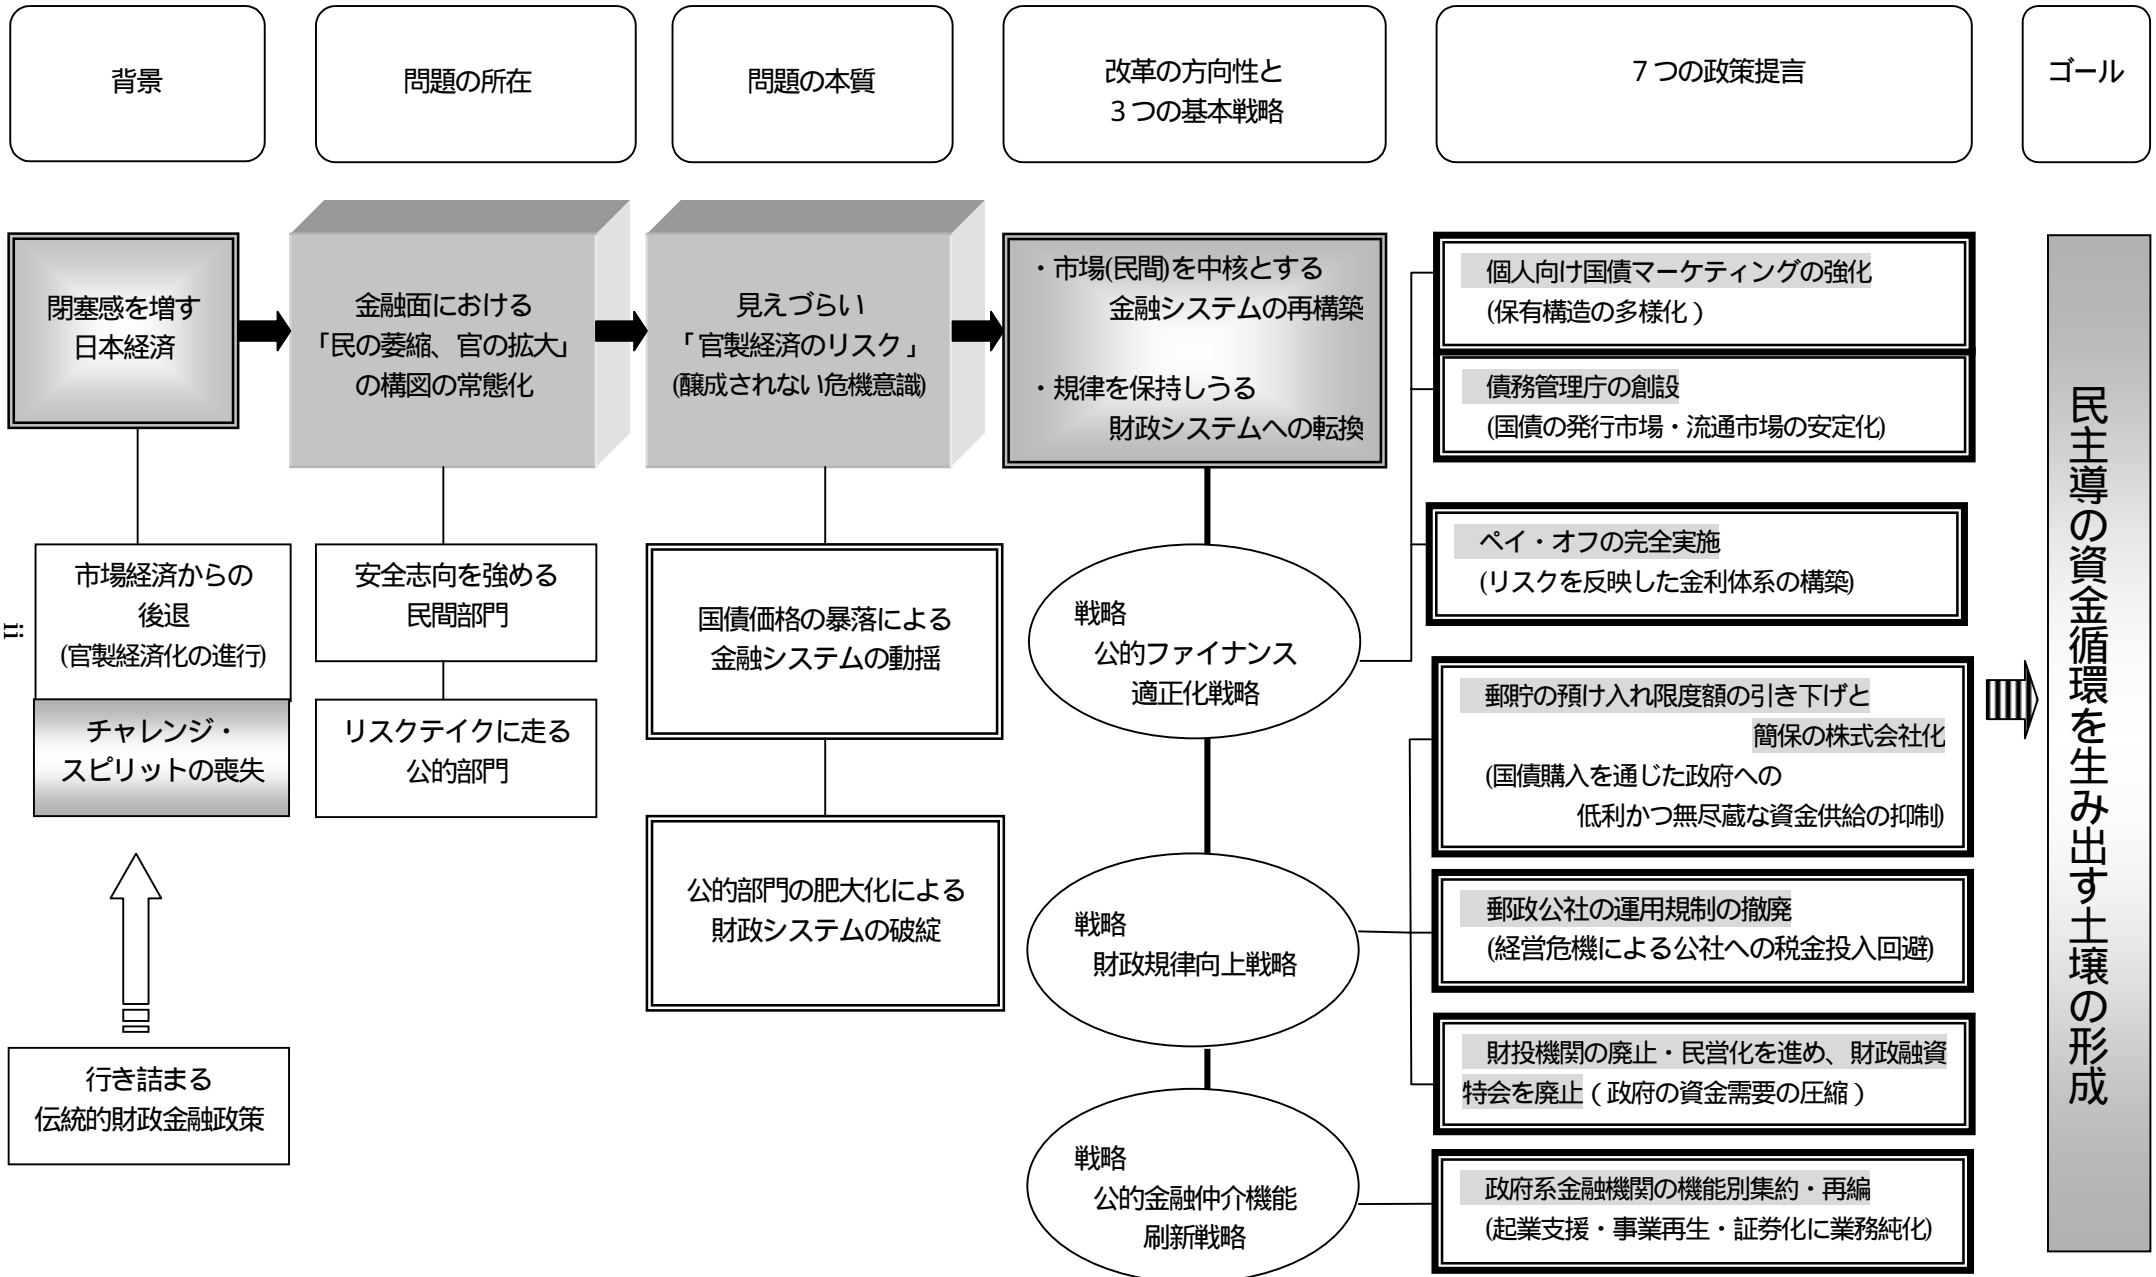 背景
問題の所在
問題の本質
改革の方向性と
3つの基本戦略
7つの政策提言
ゴール
閉塞感を増す
日本経済
市場経済からの
後退
(官製経済化の進行)
チャレンジ・
スピリットの喪失
行き詰まる
伝統的財政金融政策
金融面における
「民の萎縮、官の拡大」
の構図の常態化
安全志向を強める
民間部門
リスクテイクに走る
公的部門
見えづらい
「官製経済のリスク」
(醸成されない危機意識)
国債価格の暴落による
金融システムの動揺
公的部門の肥大化による
財政システムの破綻
・市場(民間)を中核とする
金融システムの再構築
・規律を保持しうる
財政システムへの転換
戦略
公的ファイナンス
適正化戦略
戦略
財政規律向上戦略
戦略
公的金融仲介機能
刷新戦略
個人向け国債マーケティングの強化
(保有構造の多様化)
債務管理庁の創設
(国債の発行市場・流通市場の安定化)
ペイ・オフの完全実施
(リスクを反映した金利体系の構築)
郵貯の預け入れ限度額の引き下げと
簡保の株式会社化
(国債購入を通じた政府への
低利かつ無尽蔵な資金供給の抑制)
郵政公社の運用規制の撤廃
(経営危機による公社への税金投入回避)
財投機関の廃止・民営化を進め、財政融資
特会を廃止(政府の資金需要の圧縮)
政府系金融機関の機能別集約・再編
(起業支援・事業再生・証券化に業務純化)
民主導の資金循環を生み出す土壌の形成
ii